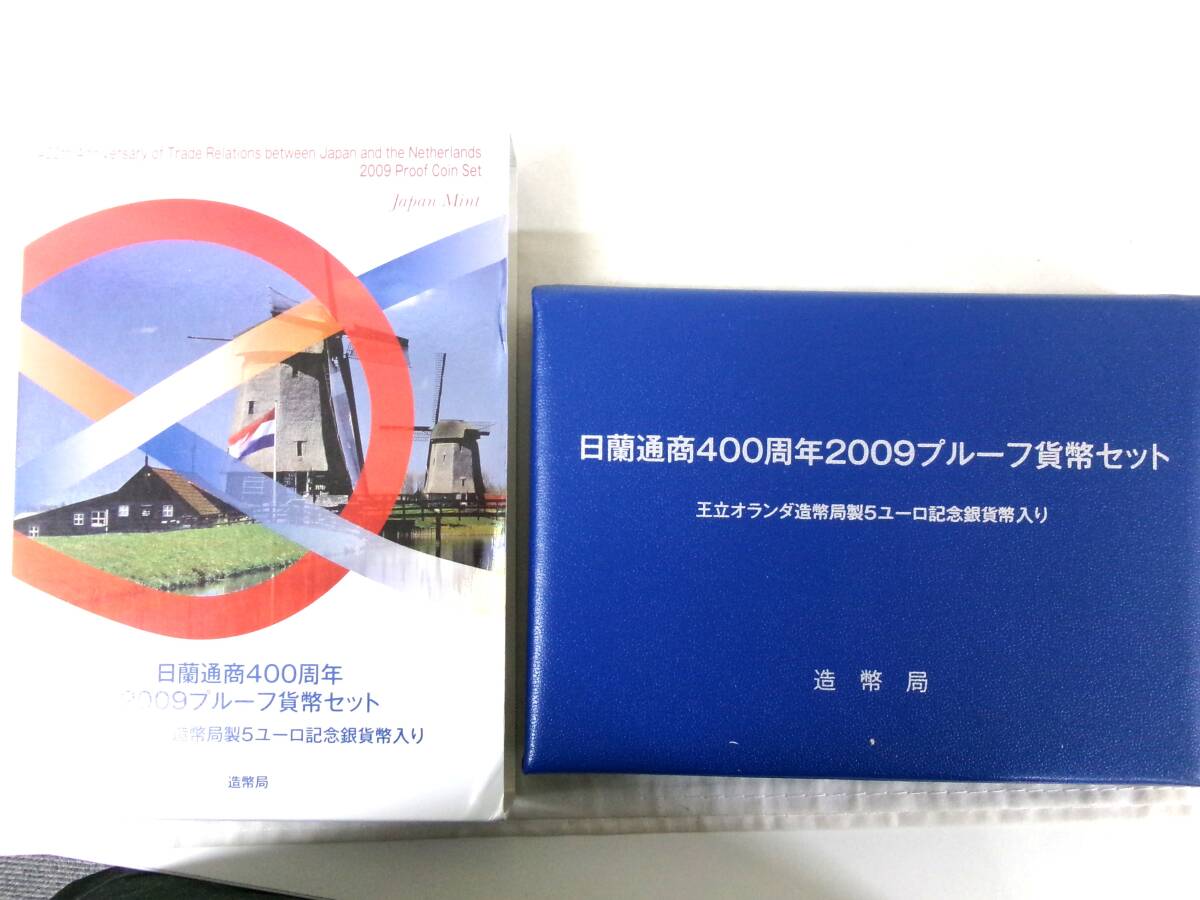 Anniversary of Trade Relations between Japan and the Netherlands
2009 Proof Coin Set
Japan Mint
日蘭通商400周年
2009プルーフ貨幣セット
造幣局製5ユーロ記念銀貨幣入り
造幣局
日蘭通商400周年2009プルーフ貨幣セット
王立オランダ造幣局製5ユーロ記念銀貨幣入り
造幣局